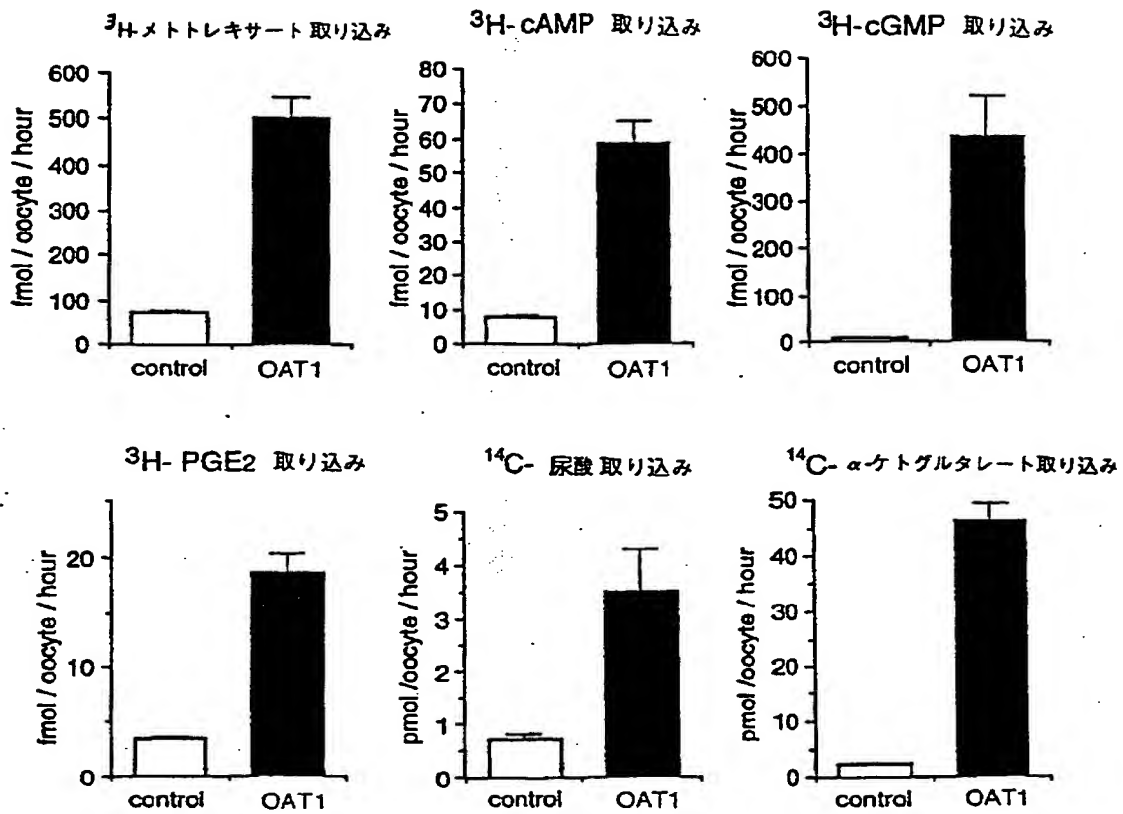 ³H-メトトレキサート 取り込み
fmol / oocyte / hour
600
500
400
300
200
100
0
control OAT1
³H- cAMP 取り込み
fmol / oocyte / hour
80
70
60
50
40
30
20
10
0
control OAT1
³H-cGMP 取り込み
fmol / oocyte / hour
600
500
400
300
200
100
0
control OAT1
³H- PGE2 取り込み
fmol / oocyte / hour
20
10
0
control OAT1
¹⁴C- 尿酸 取り込み
pmol /oocyte / hour
5
4
3
2
1
0
control OAT1
¹⁴C- α-ケトグルタレート取り込み
pmol /oocyte / hour
50
40
30
20
10
0
control OAT1